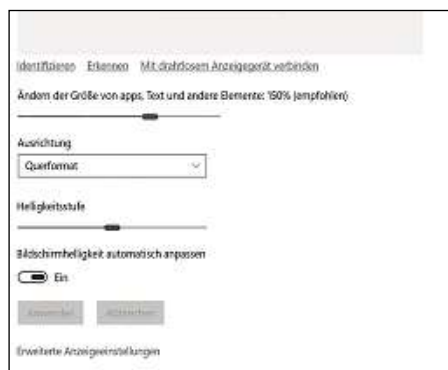 Identifizieren Erkennen Mit drahtlosem Anzeigegerät verbinden
Ändern der Größe von apps, Text und andere Elemente: 150% (empfohlen)
Ausrichtung
Querformat
Helligkeitsstufe
Bildschirmhelligkeit automatisch anpassen
Ein
Anwenden Abbrechen
Erweiterte Anzeigeeinstellungen